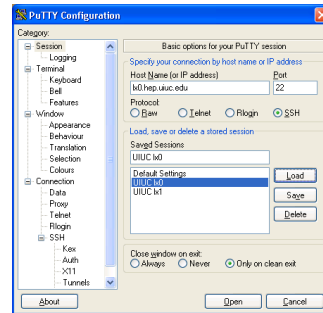 PuTTY Configuration
Category:
Session
Logging
Terminal
Keyboard
Bell
Features
Window
Appearance
Behaviour
Translation
Selection
Colours
Connection
Data
Proxy
Telnet
Rlogin
SSH
Kex
Auth
X11
Tunnels
Basic options for your PuTTY session
Specify your connection by host name or IP address
Host Name (or IP address) Port
lx0.hep.uiuc.edu 22
Protocol:
Raw Telnet Rlogin SSH
Load, save or delete a stored session
Saved Sessions
UIUC lx0
Default Settings
UIUC lx0
UIUC lx1
Load
Save
Delete
Close window on exit:
Always Never Only on clean exit
About Open Cancel